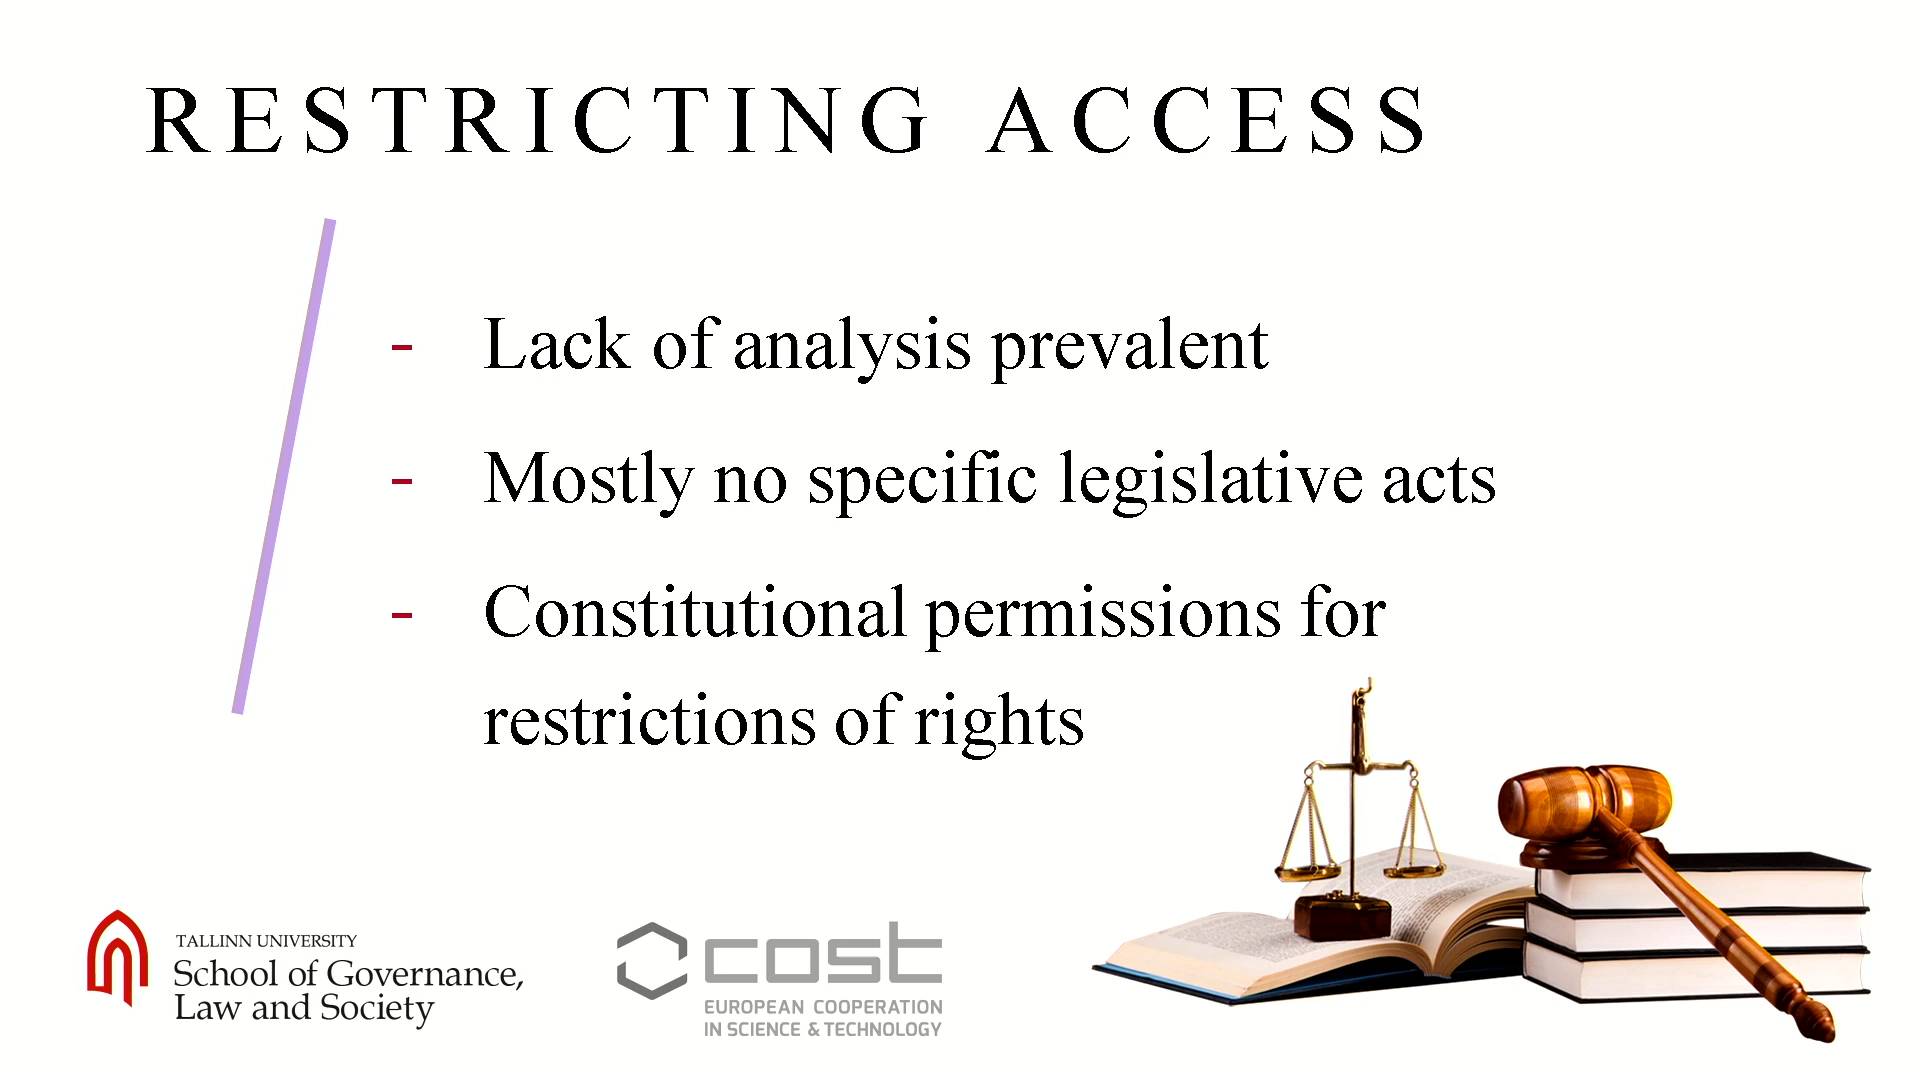 RESTRICTING ACCESS
- Lack of analysis prevalent
- Mostly no specific legislative acts
- Constitutional permissions for
restrictions of rights
TALLINN UNIVERSITY
School of Governance,
Law and Society
cost
EUROPEAN COOPERATION
IN SCIENCE & TECHNOLOGY